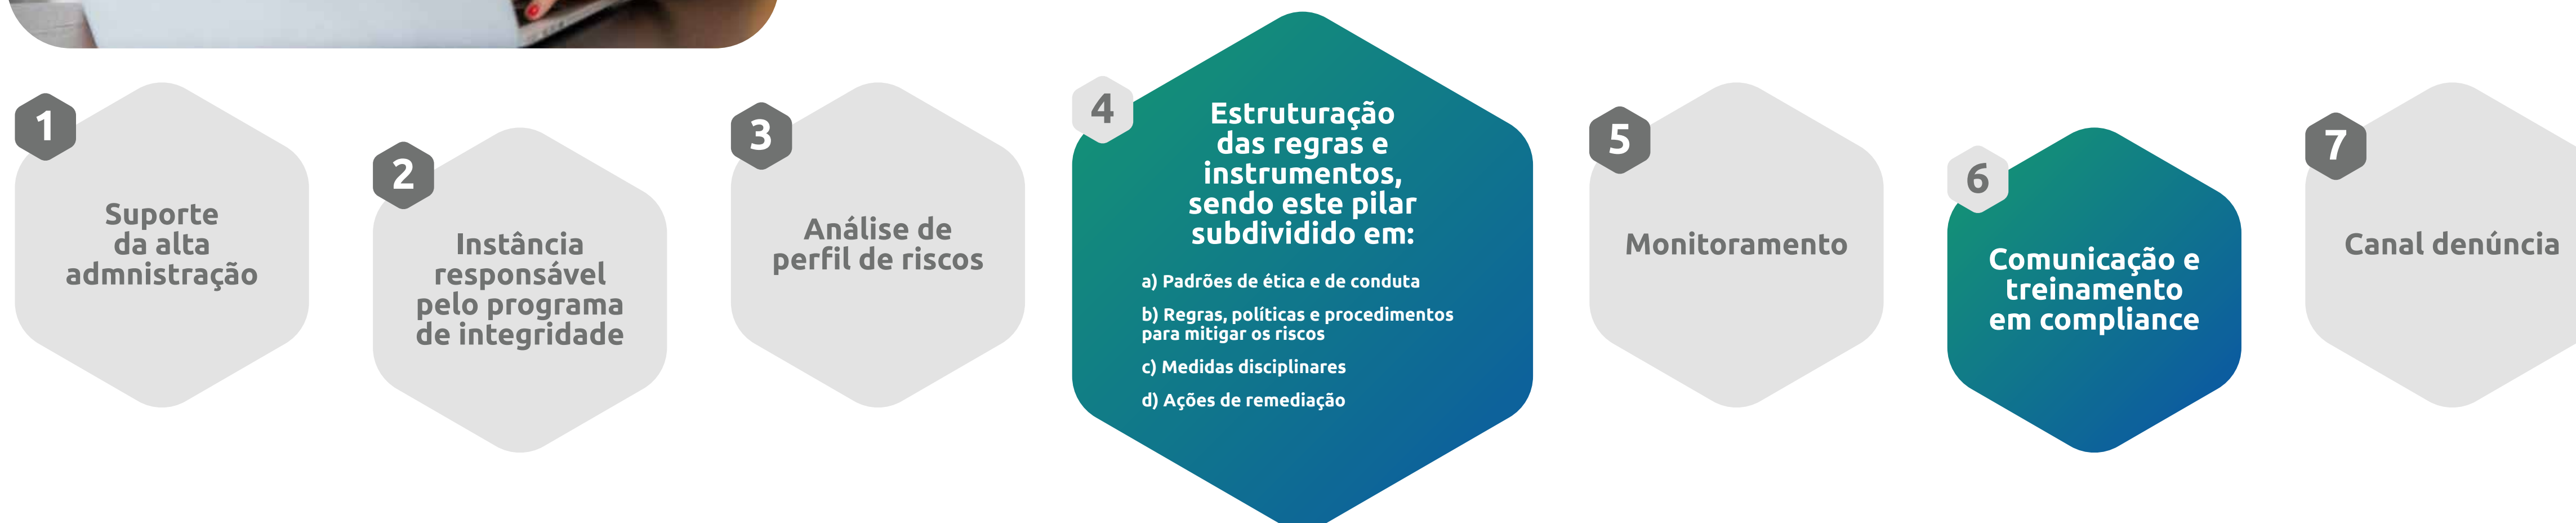 1
Suporte
da alta
admnistração
2
Instância
responsável
pelo programa
de integridade
3
Análise de
perfil de riscos
4
Estruturação
das regras e
instrumentos,
sendo este pilar
subdividido em:
a) Padrões de ética e de conduta
b) Regras, políticas e procedimentos
para mitigar os riscos
c) Medidas disciplinares
d) Ações de remediação
5
Monitoramento
6
Comunicação e
treinamento
em compliance
7
Canal denúncia